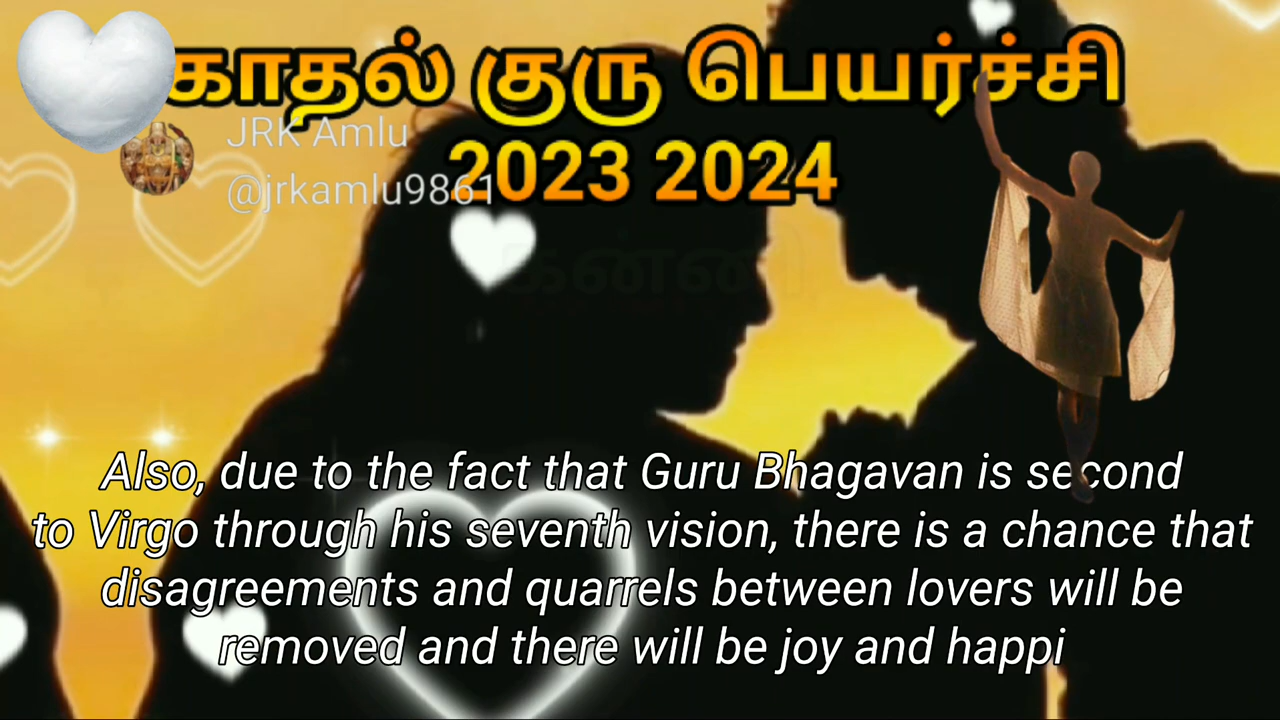 காதல் குரு பெயர்ச்சி
JRK Amlu
2023 2024
@jrkamlu9861
கன்னி
Also, due to the fact that Guru Bhagavan is second
to Virgo through his seventh vision, there is a chance that
disagreements and quarrels between lovers will be
removed and there will be joy and happi